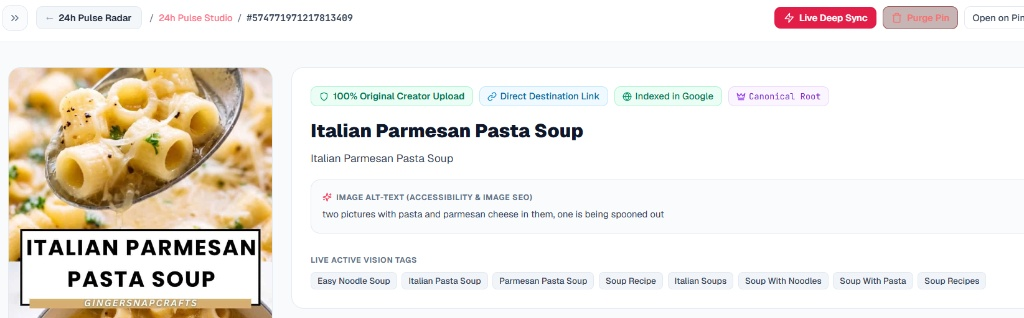 24h Pulse Radar / 24h Pulse Studio / #574771971217813409
Live Deep Sync
Purge Pin
Open on Pin
100% Original Creator Upload
Direct Destination Link
Indexed in Google
Canonical Root
Italian Parmesan Pasta Soup
Italian Parmesan Pasta Soup
IMAGE ALT-TEXT (ACCESSIBILITY & IMAGE SEO)
two pictures with pasta and parmesan cheese in them, one is being spooned out
LIVE ACTIVE VISION TAGS
Easy Noodle Soup
Italian Pasta Soup
Parmesan Pasta Soup
Soup Recipe
Italian Soups
Soup With Noodles
Soup With Pasta
Soup Recipes
ITALIAN PARMESAN
PASTA SOUP
GINGERSNAPCRAFTS